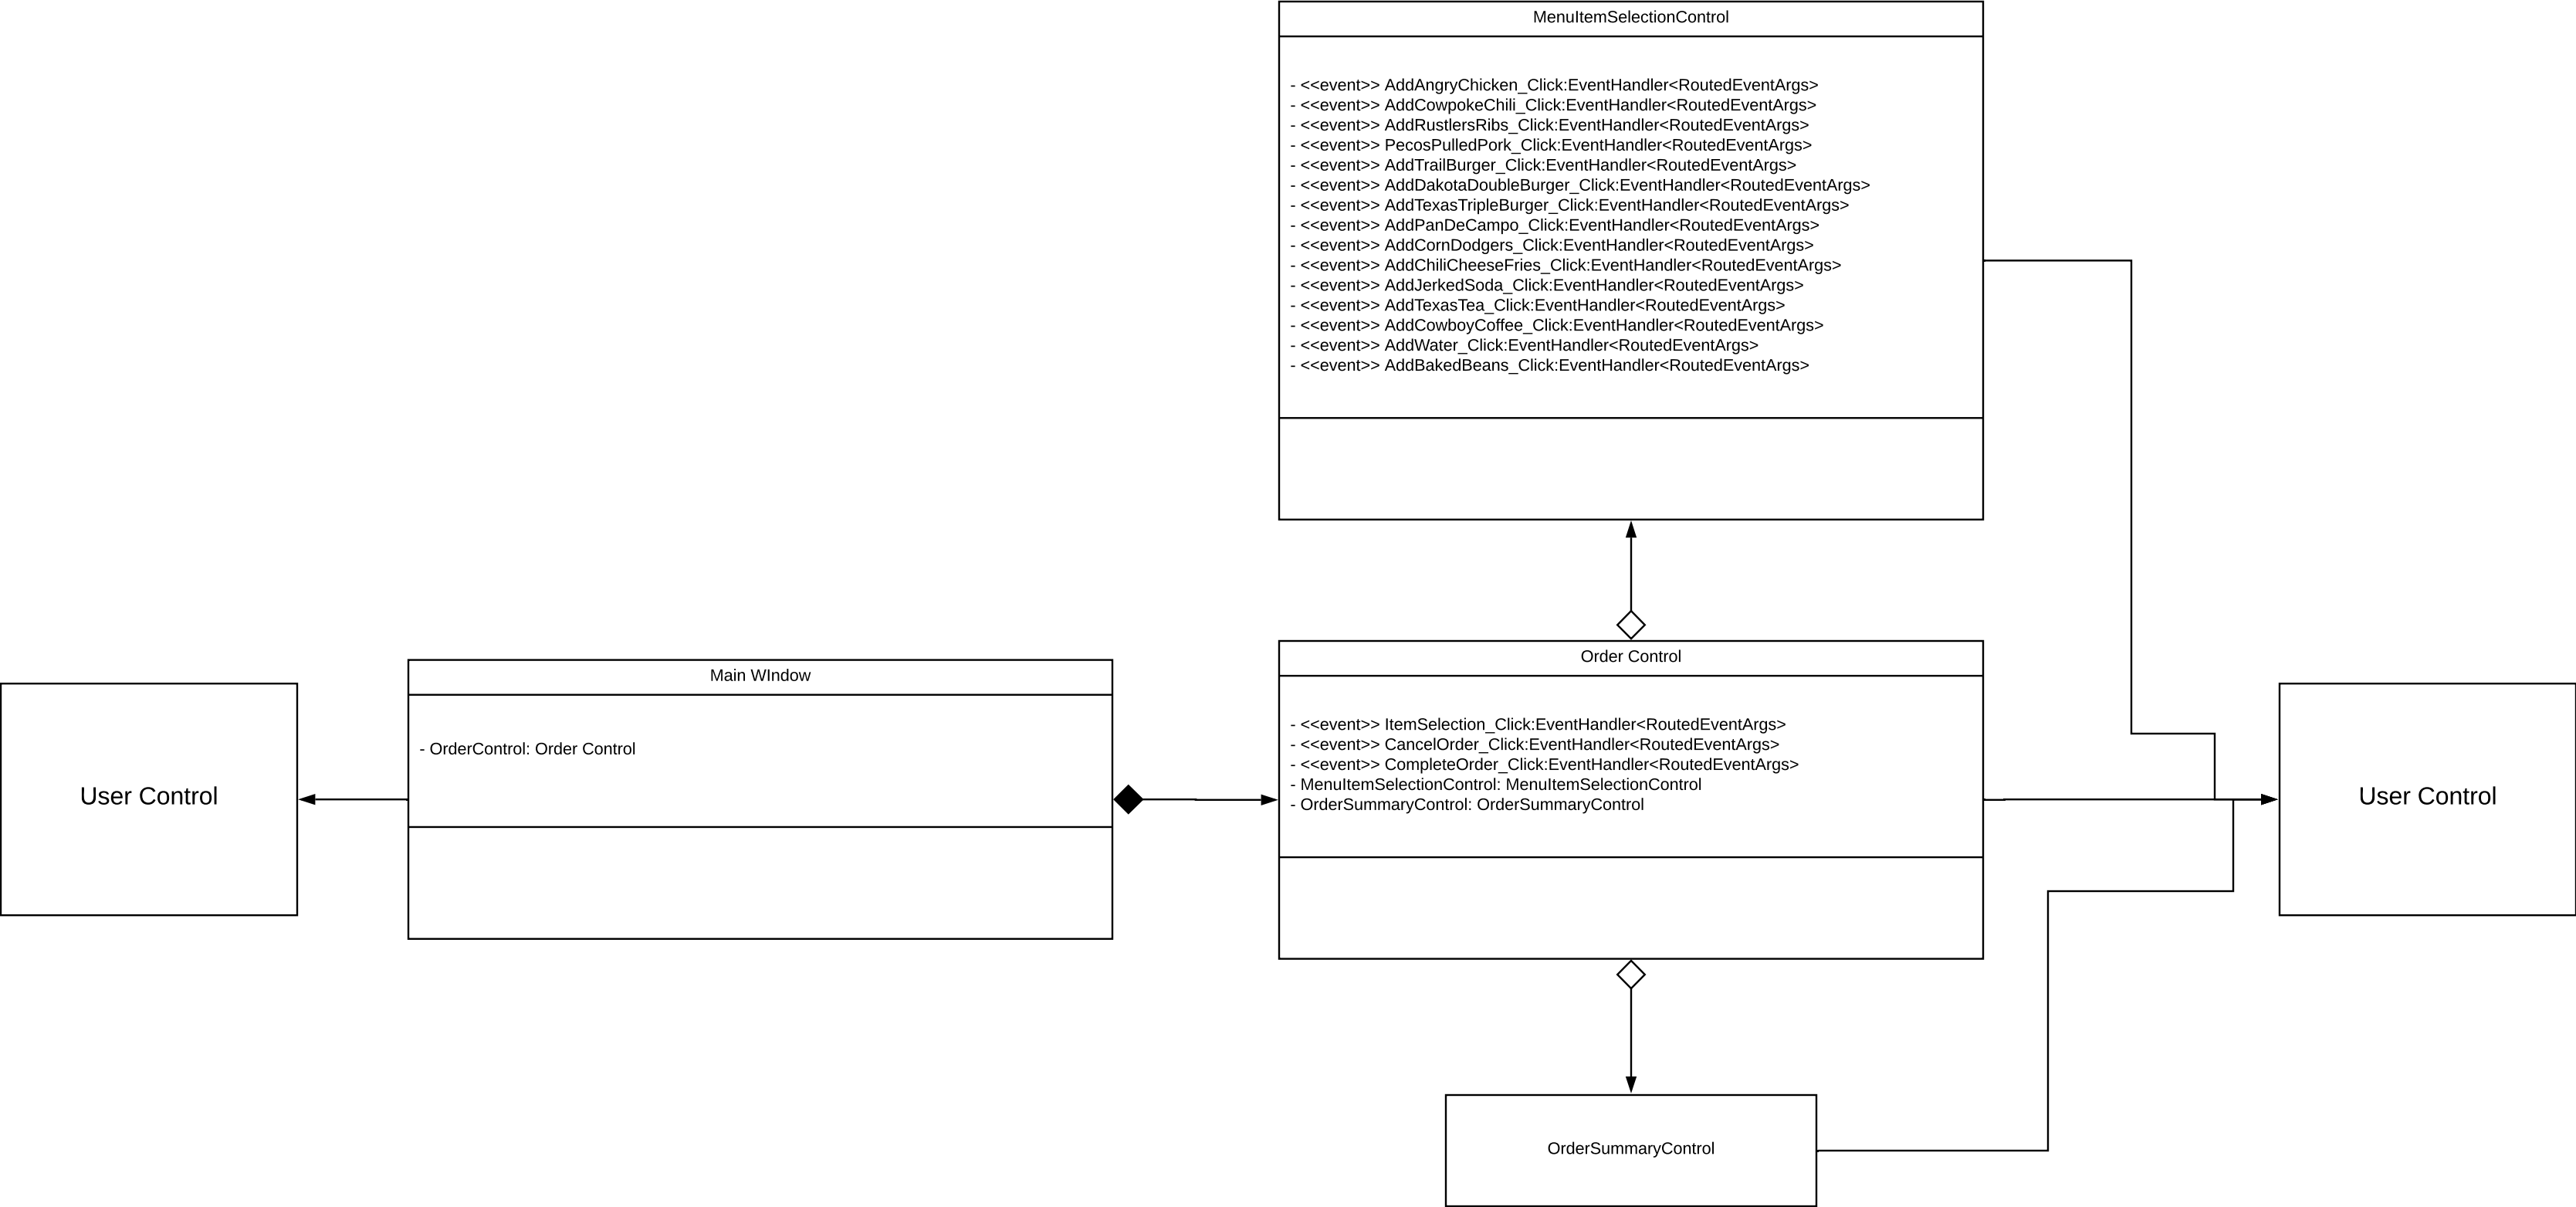 MenuItemSelectionControl
- <<event>> AddAngryChicken_Click:EventHandler<RoutedEventArgs>
- <<event>> AddCowpokeChili_Click:EventHandler<RoutedEventArgs>
- <<event>> AddRustlersRibs_Click:EventHandler<RoutedEventArgs>
- <<event>> PecosPulledPork_Click:EventHandler<RoutedEventArgs>
- <<event>> AddTrailBurger_Click:EventHandler<RoutedEventArgs>
- <<event>> AddDakotaDoubleBurger_Click:EventHandler<RoutedEventArgs>
- <<event>> AddTexasTripleBurger_Click:EventHandler<RoutedEventArgs>
- <<event>> AddPanDeCampo_Click:EventHandler<RoutedEventArgs>
- <<event>> AddCornDodgers_Click:EventHandler<RoutedEventArgs>
- <<event>> AddChiliCheeseFries_Click:EventHandler<RoutedEventArgs>
- <<event>> AddJerkedSoda_Click:EventHandler<RoutedEventArgs>
- <<event>> AddTexasTea_Click:EventHandler<RoutedEventArgs>
- <<event>> AddCowboyCoffee_Click:EventHandler<RoutedEventArgs>
- <<event>> AddWater_Click:EventHandler<RoutedEventArgs>
- <<event>> AddBakedBeans_Click:EventHandler<RoutedEventArgs>
User Control
Main WIndow
- OrderControl: Order Control
Order Control
- <<event>> ItemSelection_Click:EventHandler<RoutedEventArgs>
- <<event>> CancelOrder_Click:EventHandler<RoutedEventArgs>
- <<event>> CompleteOrder_Click:EventHandler<RoutedEventArgs>
- MenuItemSelectionControl: MenuItemSelectionControl
- OrderSummaryControl: OrderSummaryControl
User Control
OrderSummaryControl